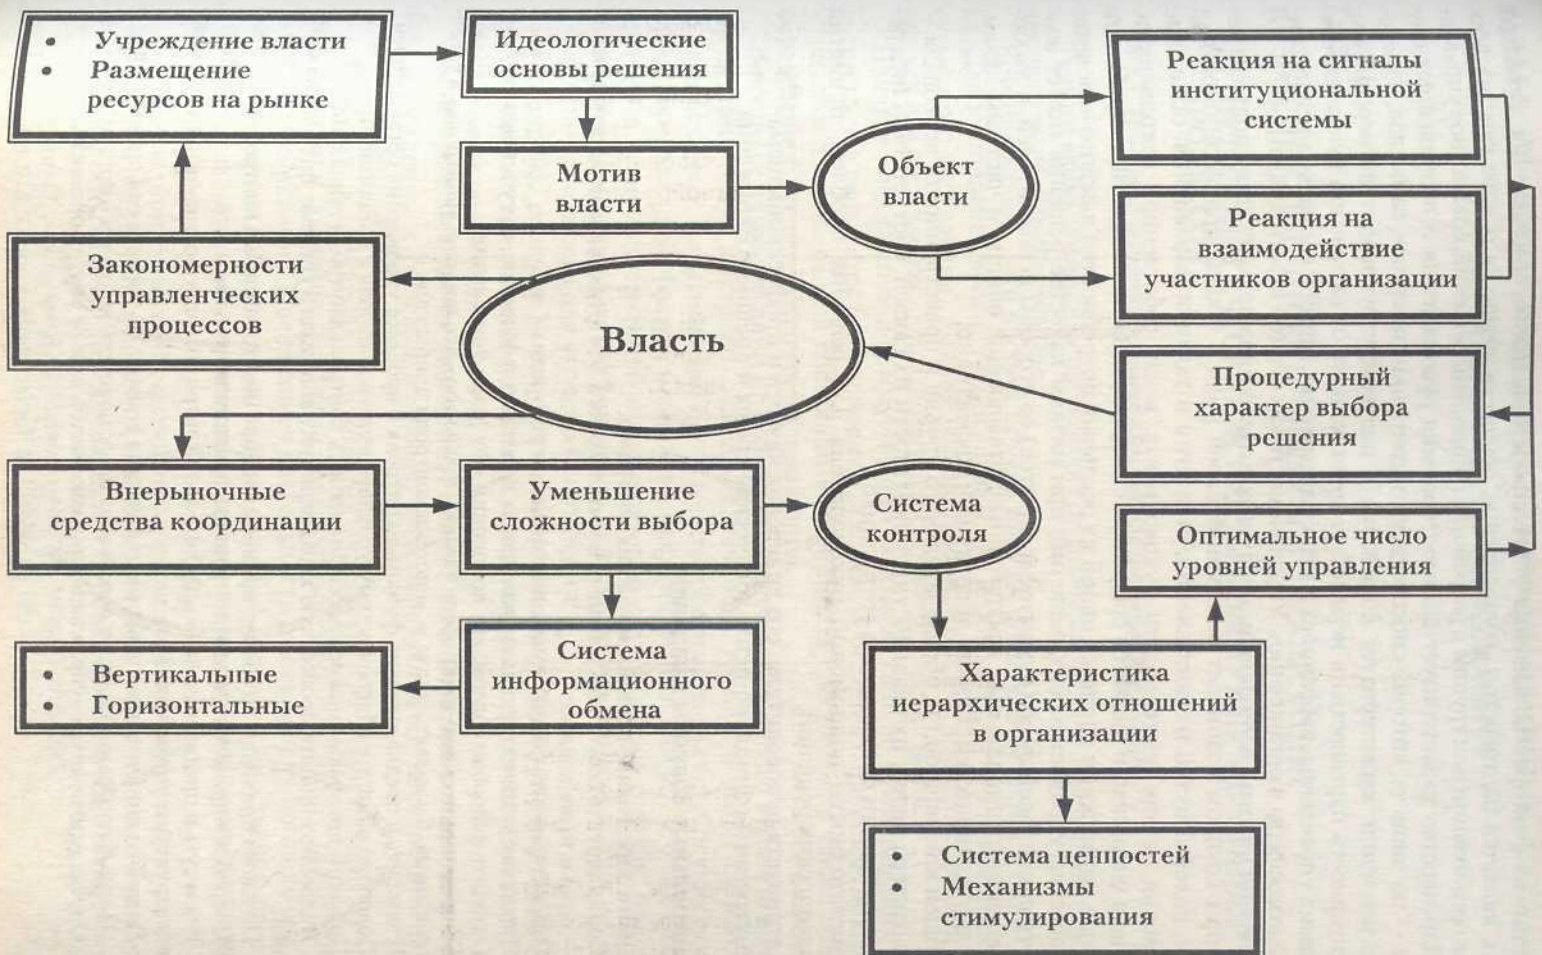 • Учреждение власти
• Размещение
ресурсов на рынке
Идеологические
основы решения
Мотив
власти
Объект
власти
Реакция на сигналы
институциональной
системы
Реакция на
взаимодействие
участников организации
Закономерности
управленческих
процессов
Власть
Процедурный
характер выбора
решения
Внерыночные
средства координации
Уменьшение
сложности выбора
Система
контроля
Оптимальное число
уровней управления
• Вертикальные
• Горизонтальные
Система
информационного
обмена
Характеристика
иерархических отношений
в организации
• Система ценностей
• Механизмы
стимулирования